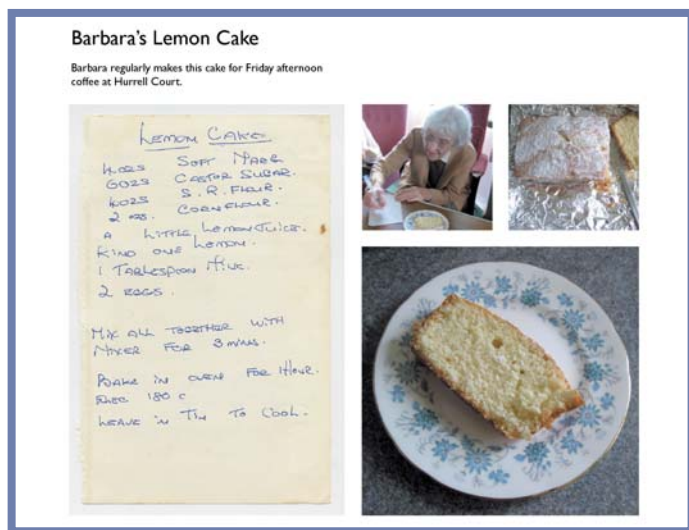 Barbara’s Lemon Cake
Barbara regularly makes this cake for Friday afternoon
coffee at Hurrell Court.
LEMON CAKE
4OZS SOFT MARG
6OZS CASTOR SUGAR.
4OZS S.R. FLOUR.
2 OZS. CORNFLOUR.
A LITTLE LEMON JUICE.
RIND ONE LEMON.
1 TABLESPOON MILK.
2 EGGS.
MIX ALL TOGETHER WITH
MIXER FOR 3 MINS.
BAKE IN OVEN FOR 1 HOUR.
ELEC 180 C
LEAVE IN TIN TO COOL.